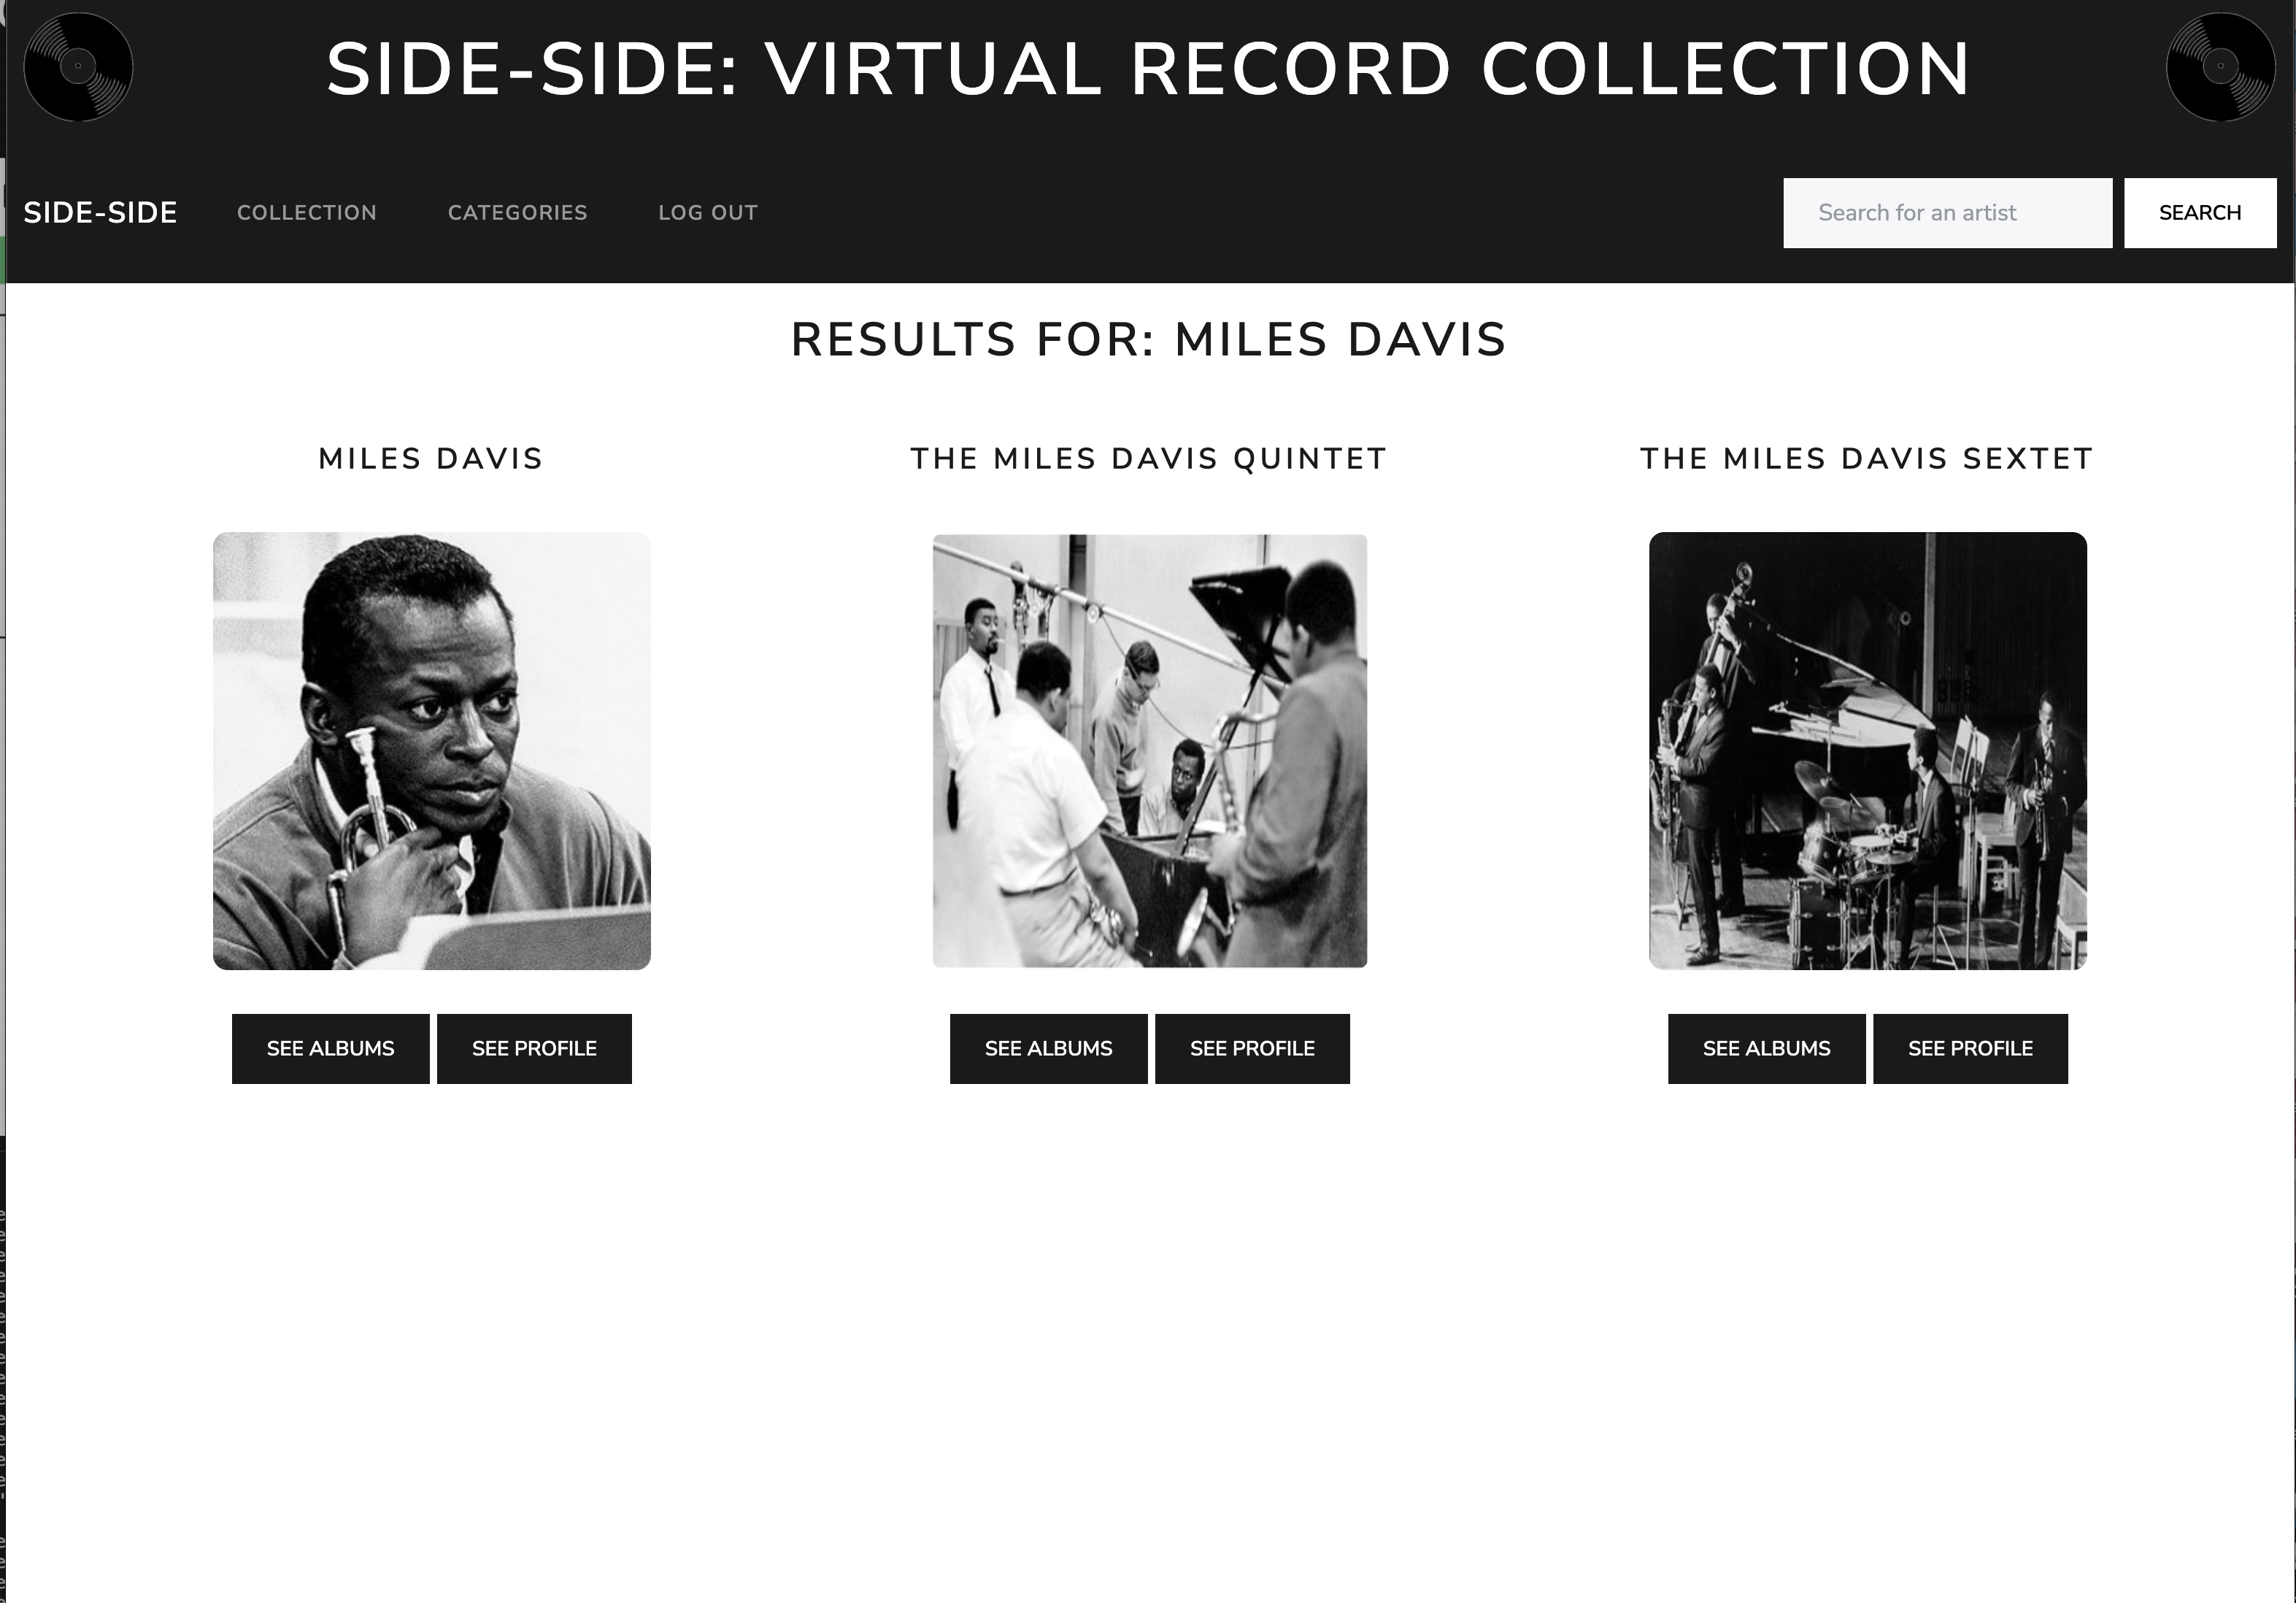 SIDE-SIDE: VIRTUAL RECORD COLLECTION
SIDE-SIDE COLLECTION CATEGORIES LOG OUT Search for an artist SEARCH
RESULTS FOR: MILES DAVIS
MILES DAVIS THE MILES DAVIS QUINTET THE MILES DAVIS SEXTET
SEE ALBUMS SEE PROFILE SEE ALBUMS SEE PROFILE SEE ALBUMS SEE PROFILE